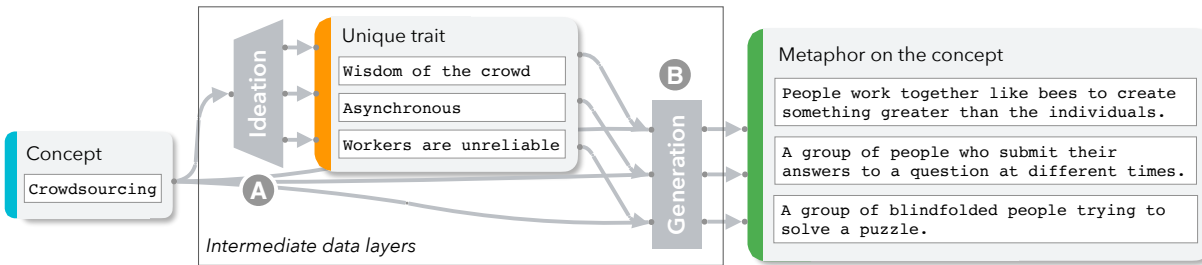 Concept
Crowdsourcing
Ideation
A
Unique trait
Wisdom of the crowd
Asynchronous
Workers are unreliable
Intermediate data layers
B
Generation
Metaphor on the concept
People work together like bees to create
something greater than the individuals.
A group of people who submit their
answers to a question at different times.
A group of blindfolded people trying to
solve a puzzle.